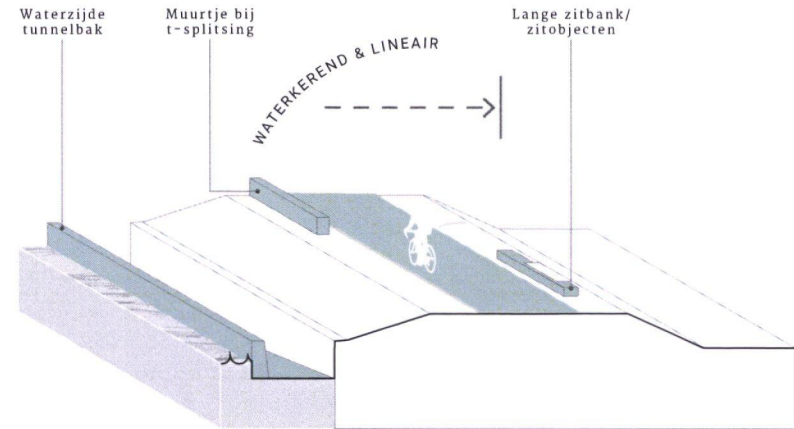 Waterzijde
tunnelbak
Muurtje bij
t-splitsing
Lange zitbank/
zitobjecten
WATERKEREND & LINEAIR